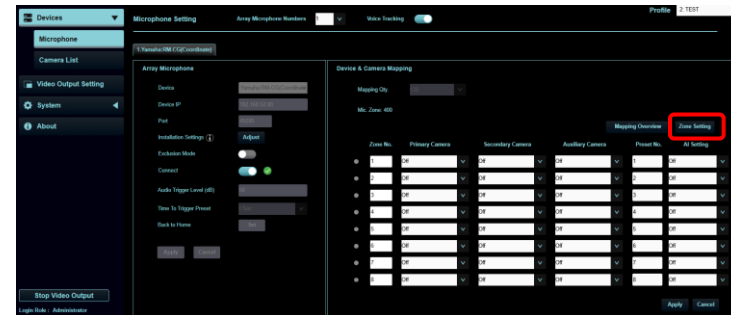 Profile 2: TEST
Devices
Microphone
Camera List
Video Output Setting
System
About
Stop Video Output
Login Role : Administrator
Microphone Setting
Array Microphone Numbers
Voice Tracking
1.Yamaha:RM-CG(Coordinate)
Array Microphone
Device
Device IP
Port
Installation Settings
Adjust
Exclusion Mode
Connect
Audio Trigger Level (dB)
Time To Trigger Preset
Back to Home
Set
Apply Cancel
Device & Camera Mapping
Mapping Qty
Mic. Zone: 400
Mapping Overview Zone Setting
Zone No. Primary Camera Secondary Camera Auxiliary Camera Preset No. AI Setting
1 Off Off Off 1 Off
2 Off Off Off 2 Off
3 Off Off Off 3 Off
4 Off Off Off 4 Off
5 Off Off Off 5 Off
6 Off Off Off 6 Off
7 Off Off Off 7 Off
8 Off Off Off 8 Off
Apply Cancel